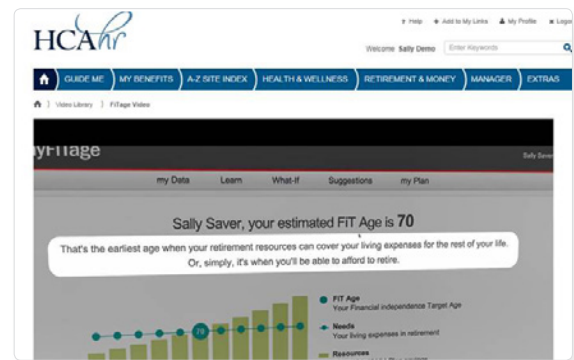 HCAhr
? Help + Add to My Links My Profile x Logo
Welcome Sally Demo Enter Keywords
GUIDE ME MY BENEFITS A-Z SITE INDEX HEALTH & WELLNESS RETIREMENT & MONEY MANAGER EXTRAS
Video Library FiTage Video
yFiTage
Sally Saver
my Data Learn What-If Suggestions my Plan
Sally Saver, your estimated FiT Age is 70
That's the earliest age when your retirement resources can cover your living expenses for the rest of your life.
Or, simply, it's when you'll be able to afford to retire.
70
FiT Age
Your Financial independence Target Age
Needs
Your living expenses in retirement
Resources